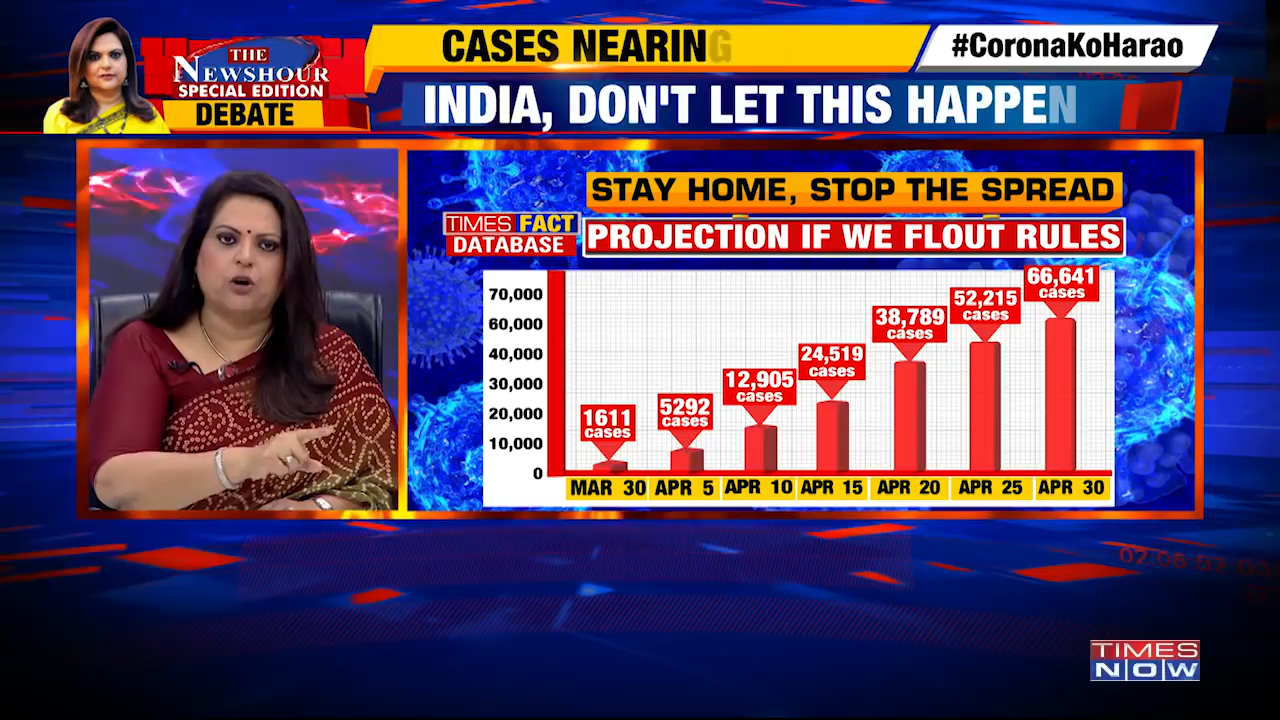 THE
NEWSHOUR
SPECIAL EDITION
DEBATE
CASES NEARING
#CoronaKoHarao
INDIA, DON'T LET THIS HAPPEN
STAY HOME, STOP THE SPREAD
TIMES FACT
DATABASE
PROJECTION IF WE FLOUT RULES
70,000
60,000
40,000
30,000
20,000
10,000
0
1611
cases
5292
cases
12,905
cases
24,519
cases
38,789
cases
52,215
cases
66,641
cases
MAR 30
APR 5
APR 10
APR 15
APR 20
APR 25
APR 30
TIMES
NOW